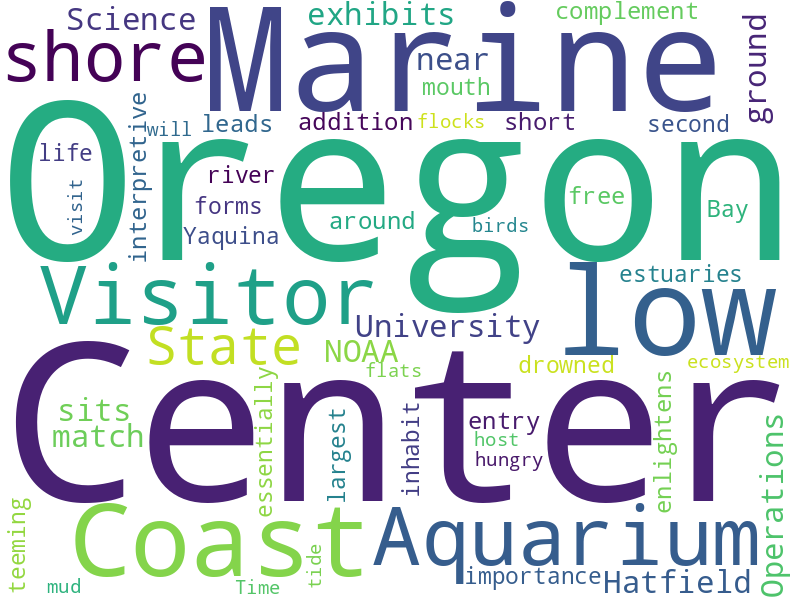 Science
exhibits
complement
shore
Marine
near
mouth
ground
interpretive
will
leads
addition
flocks
short
second
Oregon
life
river
visit
forms
Yaquina
around
birds
free
Bay
Visitor
low
estuaries
University
State
NOAA
flats
drowned
ecosystem
Center
sits
match
essentially
largest
inhabit
entry
host
hungry
enlightens
Operations
teeming
Coast
Aquarium
mud
Time
tide
importance
Hatfield